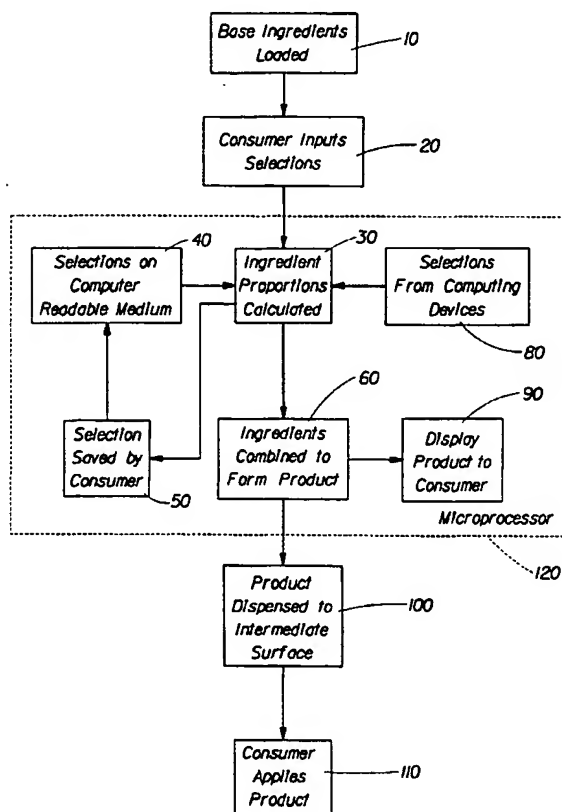 Base Ingredients
Loaded
10
Consumer Inputs
Selections
20
40
30
Selections on
Computer
Readable Medium
Ingredient
Proportions
Calculated
Selections
From Computing
Devices
80
60
90
Selection
Saved by
Consumer
50
Ingredients
Combined to
Form Product
Display
Product to
Consumer
Microprocessor
120
Product
Dispensed to
Intermediate
Surface
100
Consumer
Applies
Product
110